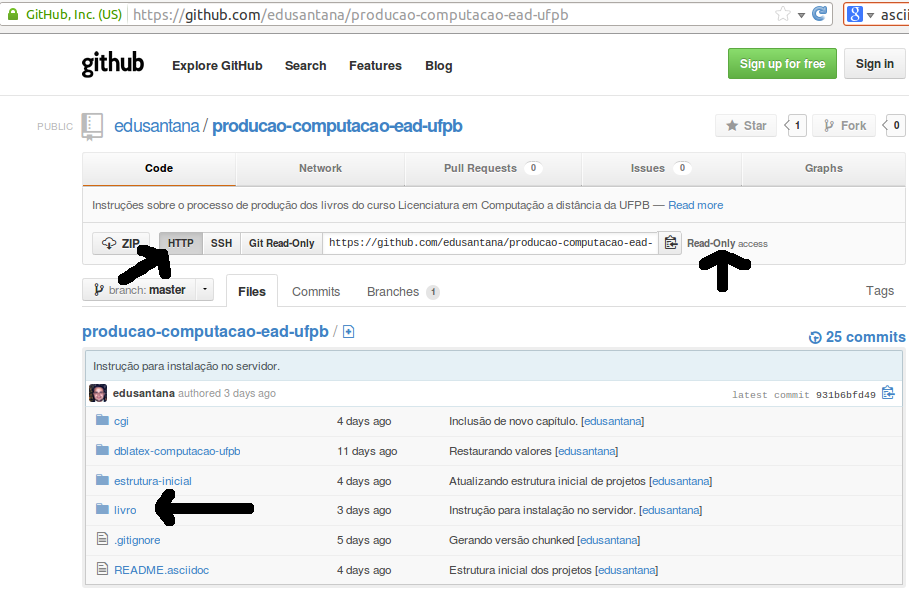 GitHub, Inc. (US) https://github.com/edusantana/producao-computacao-ead-ufpb 8 ascii
github Explore GitHub Search Features Blog Sign up for free Sign in
PUBLIC edusantana / producao-computacao-ead-ufpb Star 1 Fork 0
Code Network Pull Requests 0 Issues 0 Graphs
Instruções sobre o processo de produção dos livros do curso Licenciatura em Computação a distância da UFPB — Read more
ZIP HTTP SSH Git Read-Only https://github.com/edusantana/producao-computacao-ead- Read-Only access
branch: master Files Commits Branches 1 Tags
producao-computacao-ead-ufpb / 25 commits
Instrução para instalação no servidor.
edusantana authored 3 days ago latest commit 931b6bfd49
cgi 4 days ago Inclusão de novo capítulo. [edusantana]
dblatex-computacao-ufpb 11 days ago Restaurando valores [edusantana]
estrutura-inicial 4 days ago Atualizando estrutura inicial de projetos [edusantana]
livro 3 days ago Instrução para instalação no servidor. [edusantana]
.gitignore 5 days ago Gerando versão chunked [edusantana]
README.asciidoc 4 days ago Estrutura inicial dos projetos [edusantana]